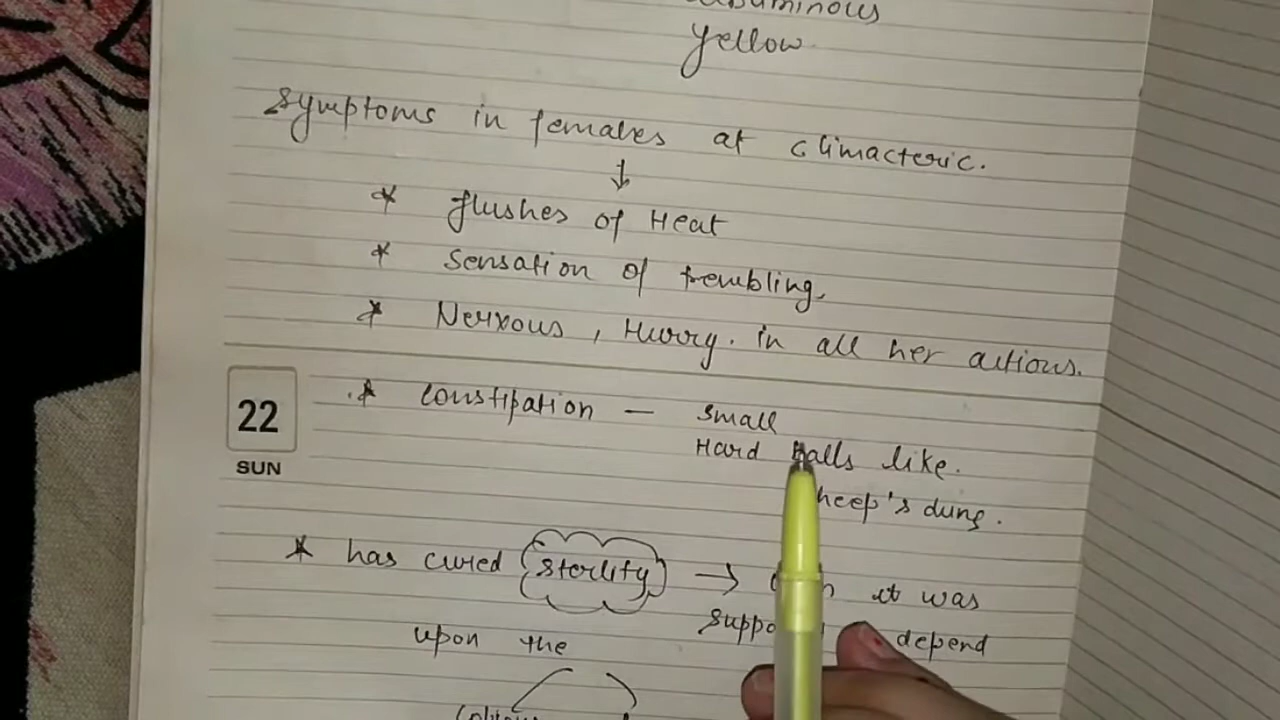 yellow
Symptoms in females at climacteric.
↓
* flushes of Heat
* Sensation of trembling,
* Nervous, Hurry. in all her actions.
* Constipation — small
Hard balls like.
22
SUN
dung.
* has cured sterlity → it was
depend
upon the